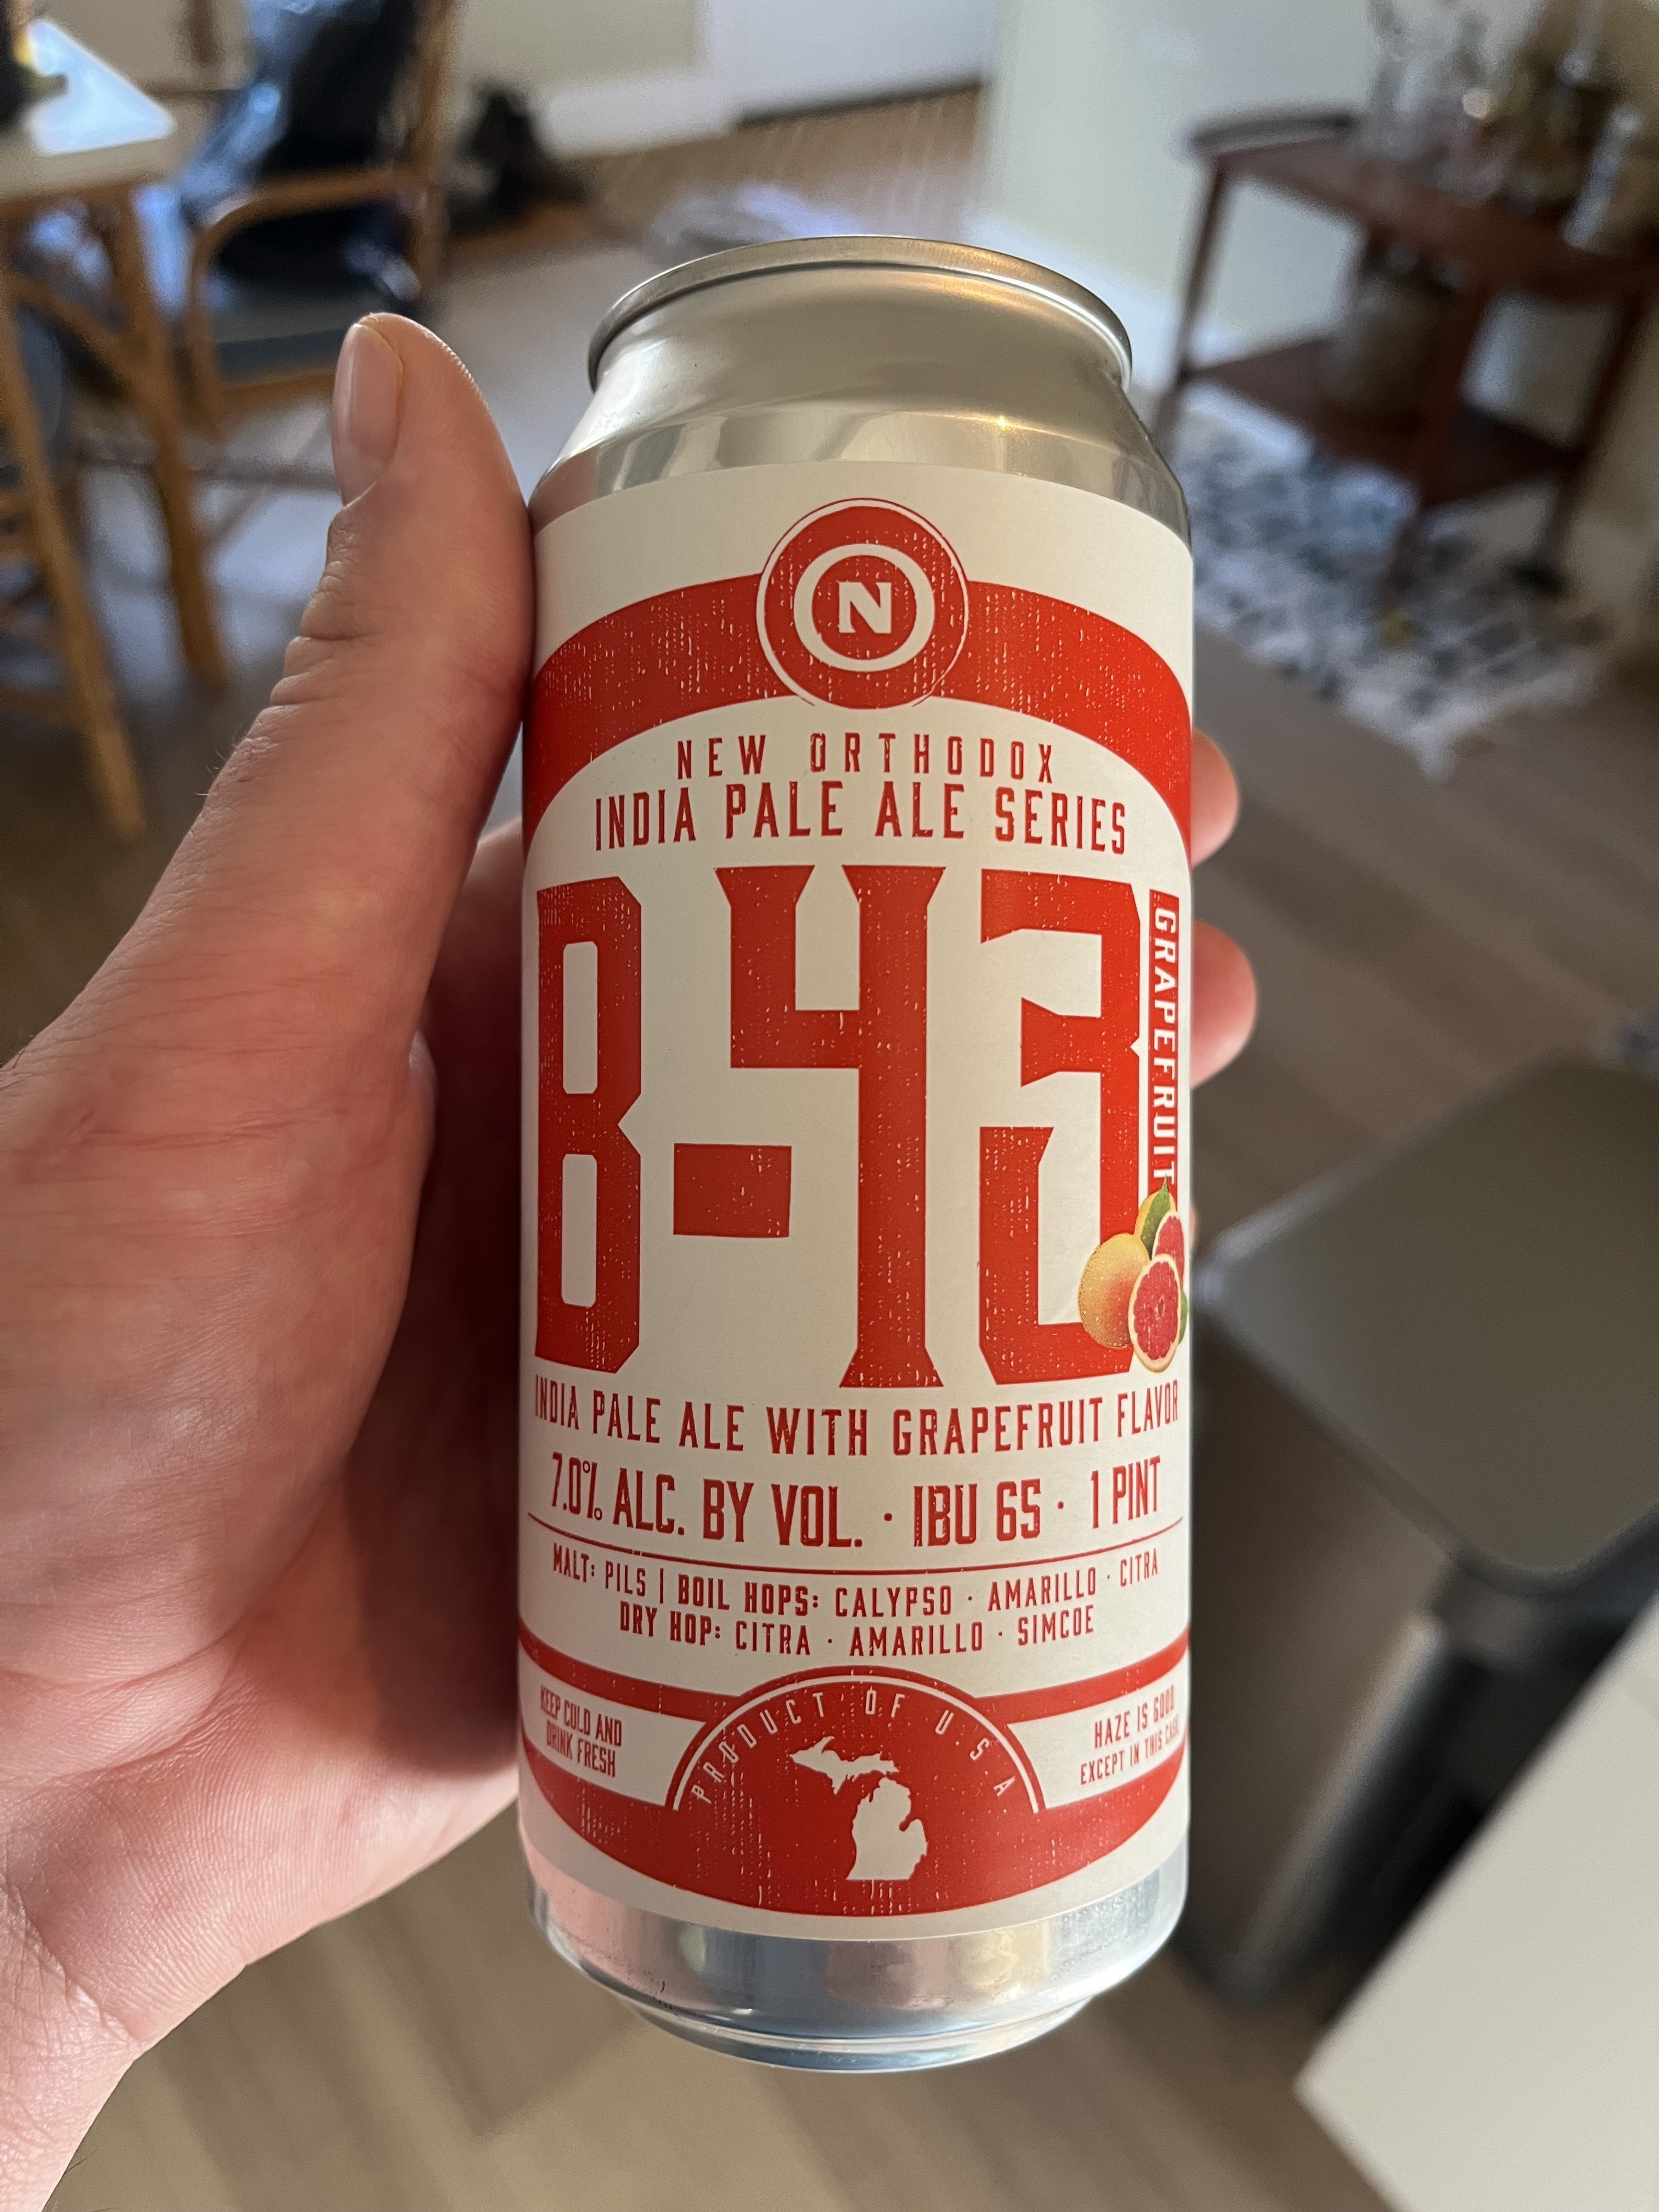 N
NEW ORTHODOX
INDIA PALE ALE SERIES
B-43
GRAPEFRUIT
INDIA PALE ALE WITH GRAPEFRUIT FLAVOR
7.0% ALC. BY VOL. · IBU 65 · 1 PINT
MALT: PILS | BOIL HOPS: CALYPSO · AMARILLO · CITRA
DRY HOP: CITRA · AMARILLO · SIMCOE
KEEP COLD AND
DRINK FRESH
PRODUCT OF U.S.A
HAZE IS GOOD
EXCEPT IN THIS CASE